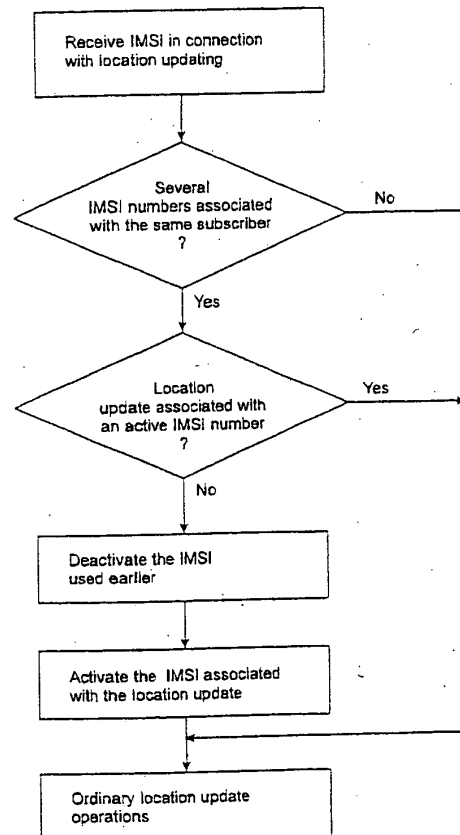 Receive IMSI in connection
with location updating
Several
IMSI numbers associated
with the same subscriber
?
No
Yes
Location
update associated with
an active IMSI number
?
Yes
No
Deactivate the IMSI
used earlier
Activate the IMSI associated
with the location update
Ordinary location update
operations